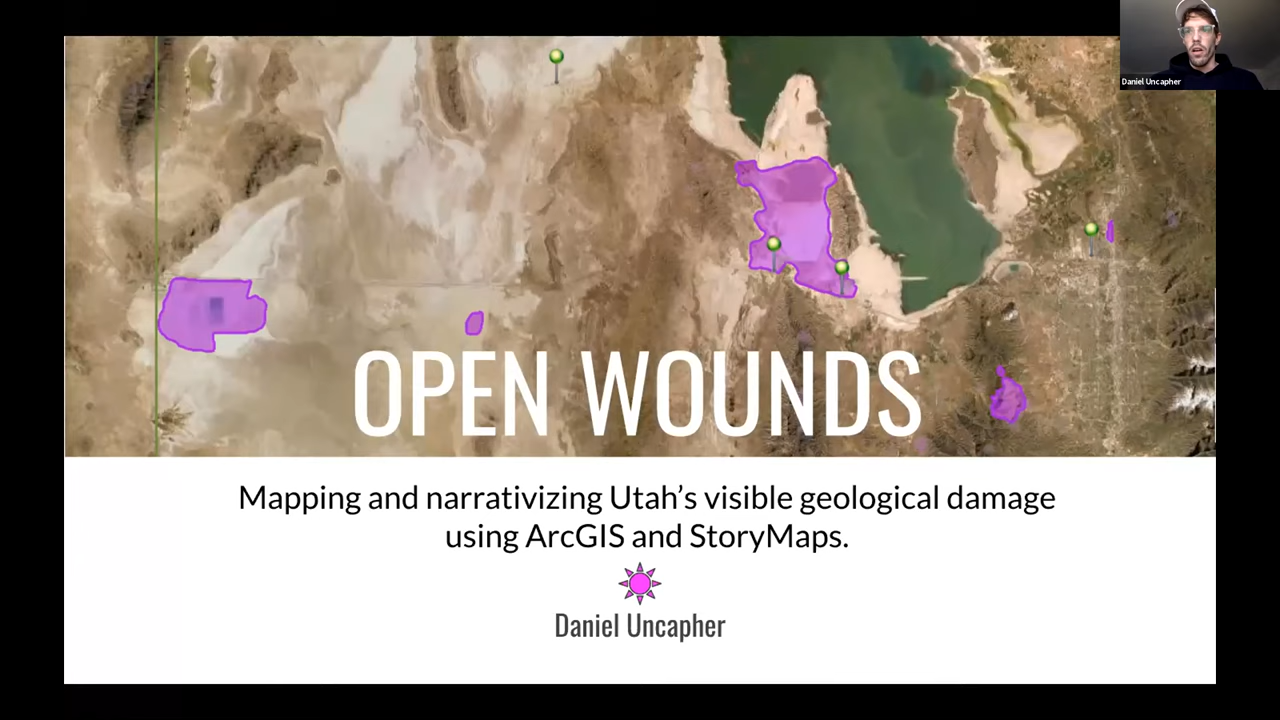 Daniel Uncapher
OPEN WOUNDS
Mapping and narrativizing Utah’s visible geological damage
using ArcGIS and StoryMaps.
Daniel Uncapher